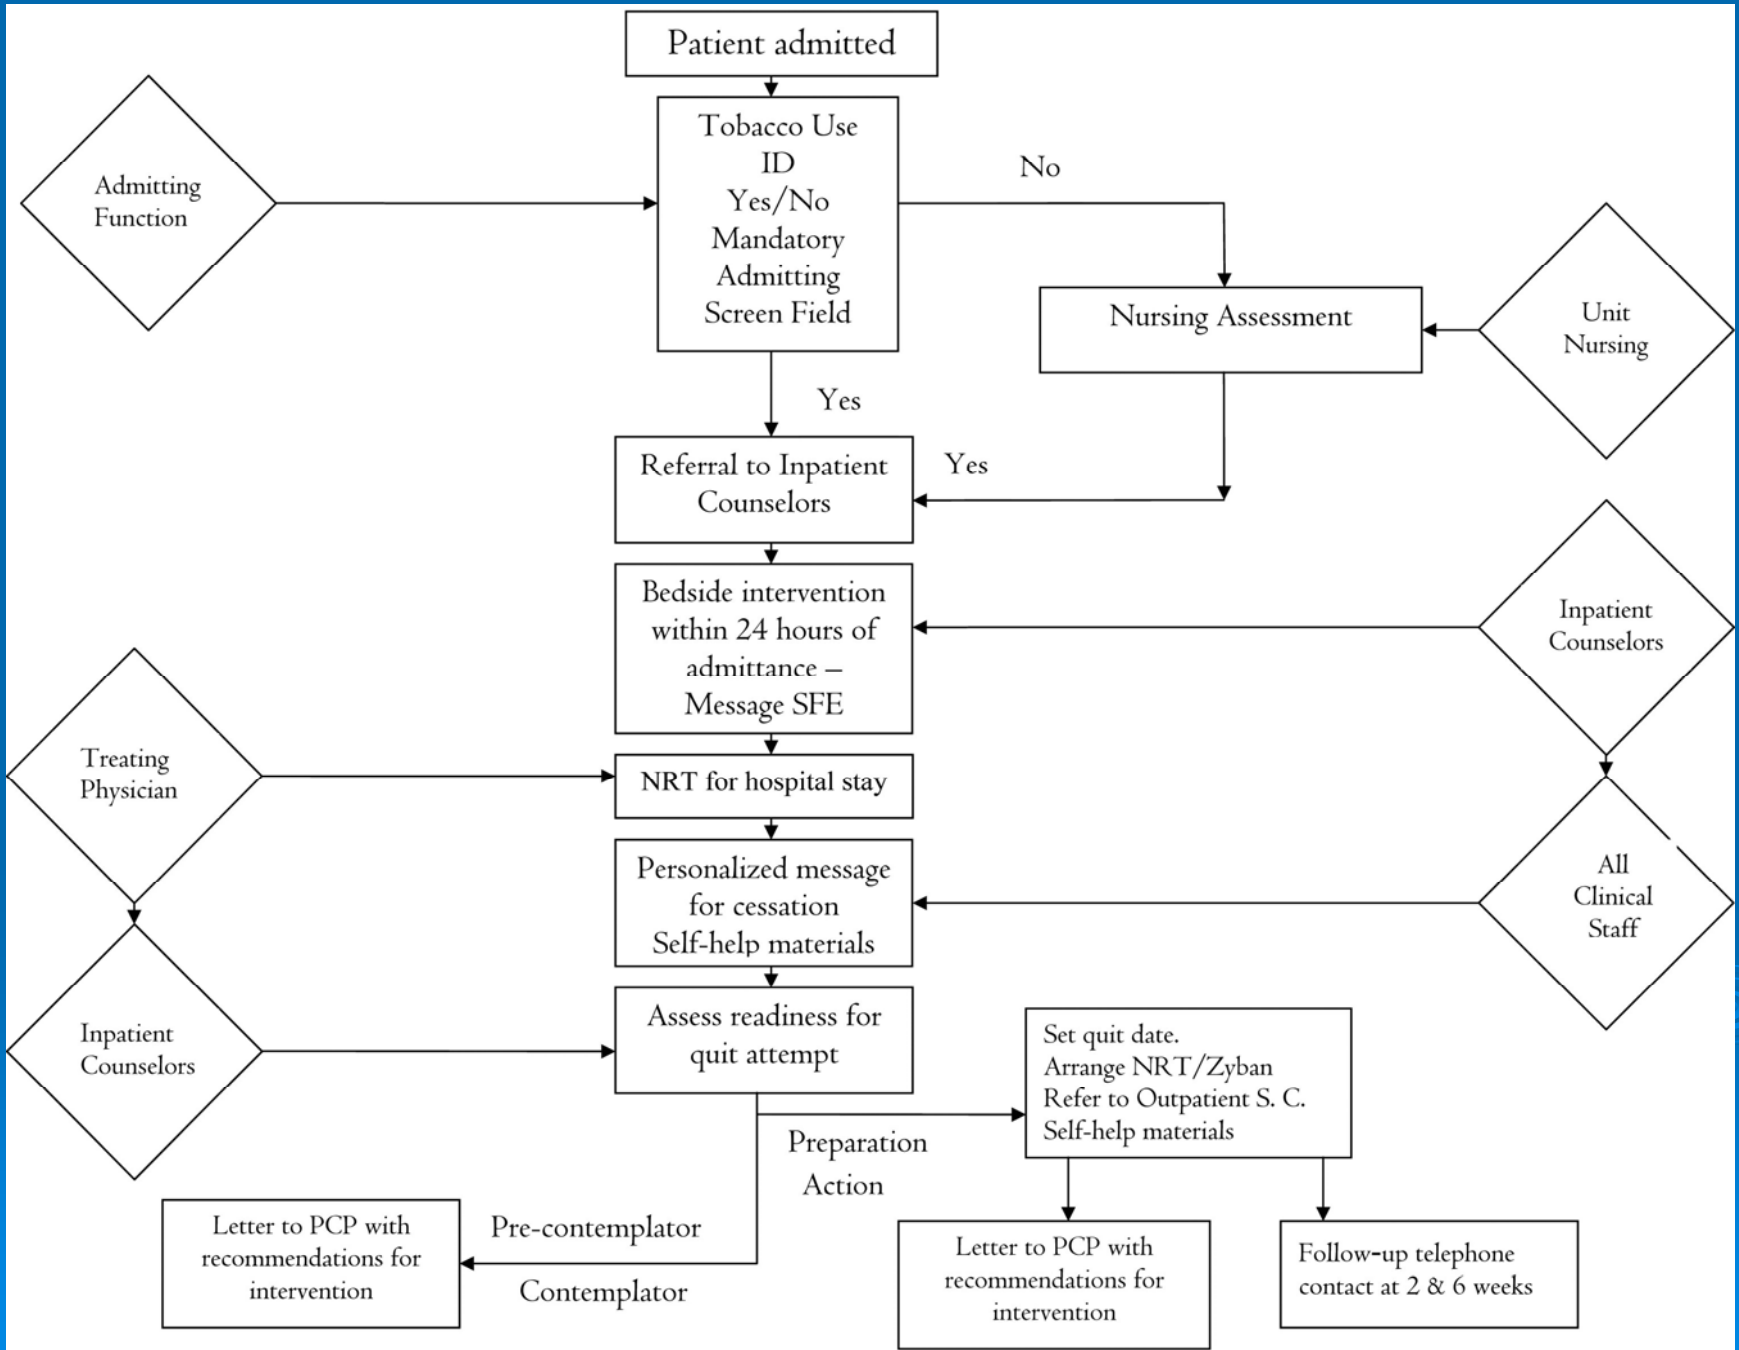 Patient admitted
Tobacco Use
ID
Yes/No
Mandatory
Admitting
Screen Field
No
Admitting
Function
Nursing Assessment
Unit
Nursing
Yes
Referral to Inpatient
Counselors
Yes
Bedside intervention
within 24 hours of
admittance –
Message SFE
Inpatient
Counselors
Treating
Physician
NRT for hospital stay
Personalized message
for cessation
Self-help materials
All
Clinical
Staff
Inpatient
Counselors
Assess readiness for
quit attempt
Set quit date.
Arrange NRT/Zyban
Refer to Outpatient S. C.
Self-help materials
Preparation
Action
Letter to PCP with
recommendations for
intervention
Pre-contemplator
Contemplator
Letter to PCP with
recommendations for
intervention
Follow-up telephone
contact at 2 & 6 weeks